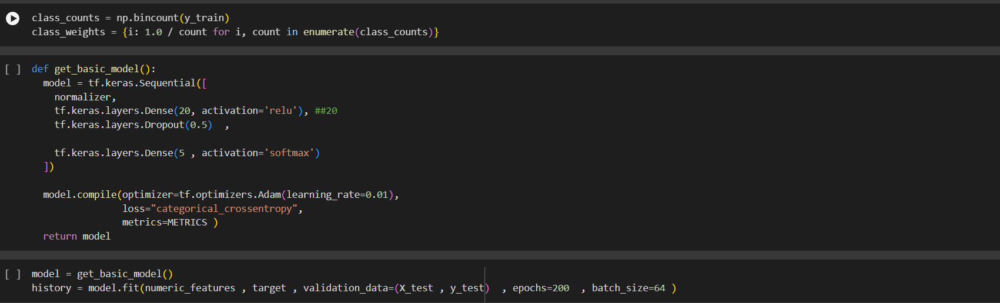 class_counts = np.bincount(y_train)
class_weights = {i: 1.0 / count for i, count in enumerate(class_counts)}
[ ] def get_basic_model():
model = tf.keras.Sequential([
normalizer,
tf.keras.layers.Dense(20, activation='relu'), ##20
tf.keras.layers.Dropout(0.5)  ,
tf.keras.layers.Dense(5 , activation='softmax')
])
model.compile(optimizer=tf.optimizers.Adam(learning_rate=0.01),
loss="categorical_crossentropy",
metrics=METRICS )
return model
[ ] model = get_basic_model()
history = model.fit(numeric_features , target , validation_data=(X_test , y_test)  , epochs=200  , batch_size=64 )